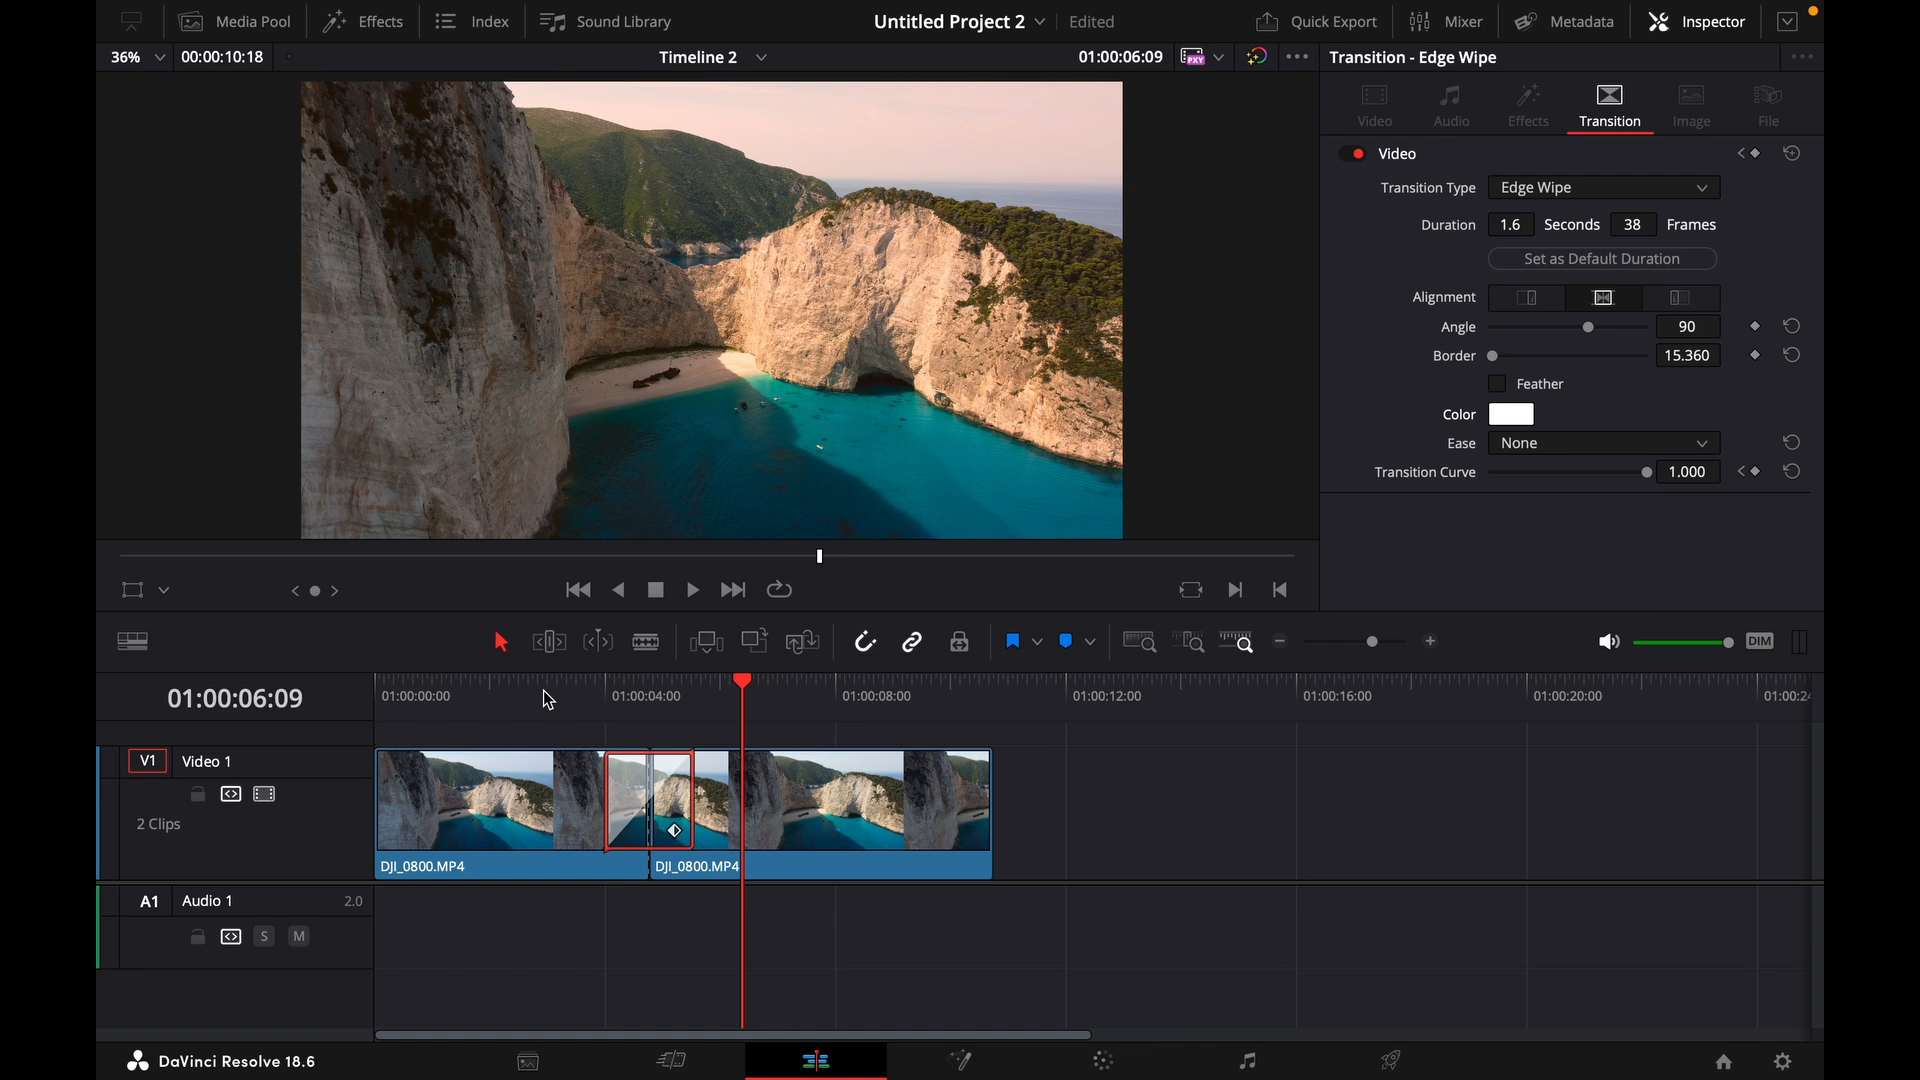 Media Pool Effects Index Sound Library Untitled Project 2 Edited Quick Export Mixer Metadata Inspector
36% 00:00:10:18 Timeline 2 01:00:06:09 PXY Transition - Edge Wipe
Video Audio Effects Transition Image File
Video
Transition Type Edge Wipe
Duration 1.6 Seconds 38 Frames
Set as Default Duration
Alignment
Angle 90
Border 15.360
Feather
Color
Ease None
Transition Curve 1.000
DIM
01:00:06:09 01:00:00:00 01:00:04:00 01:00:08:00 01:00:12:00 01:00:16:00 01:00:20:00 01:00:24
V1 Video 1
2 Clips
DJI_0800.MP4 DJI_0800.MP4
A1 Audio 1 2.0
S M
DaVinci Resolve 18.6